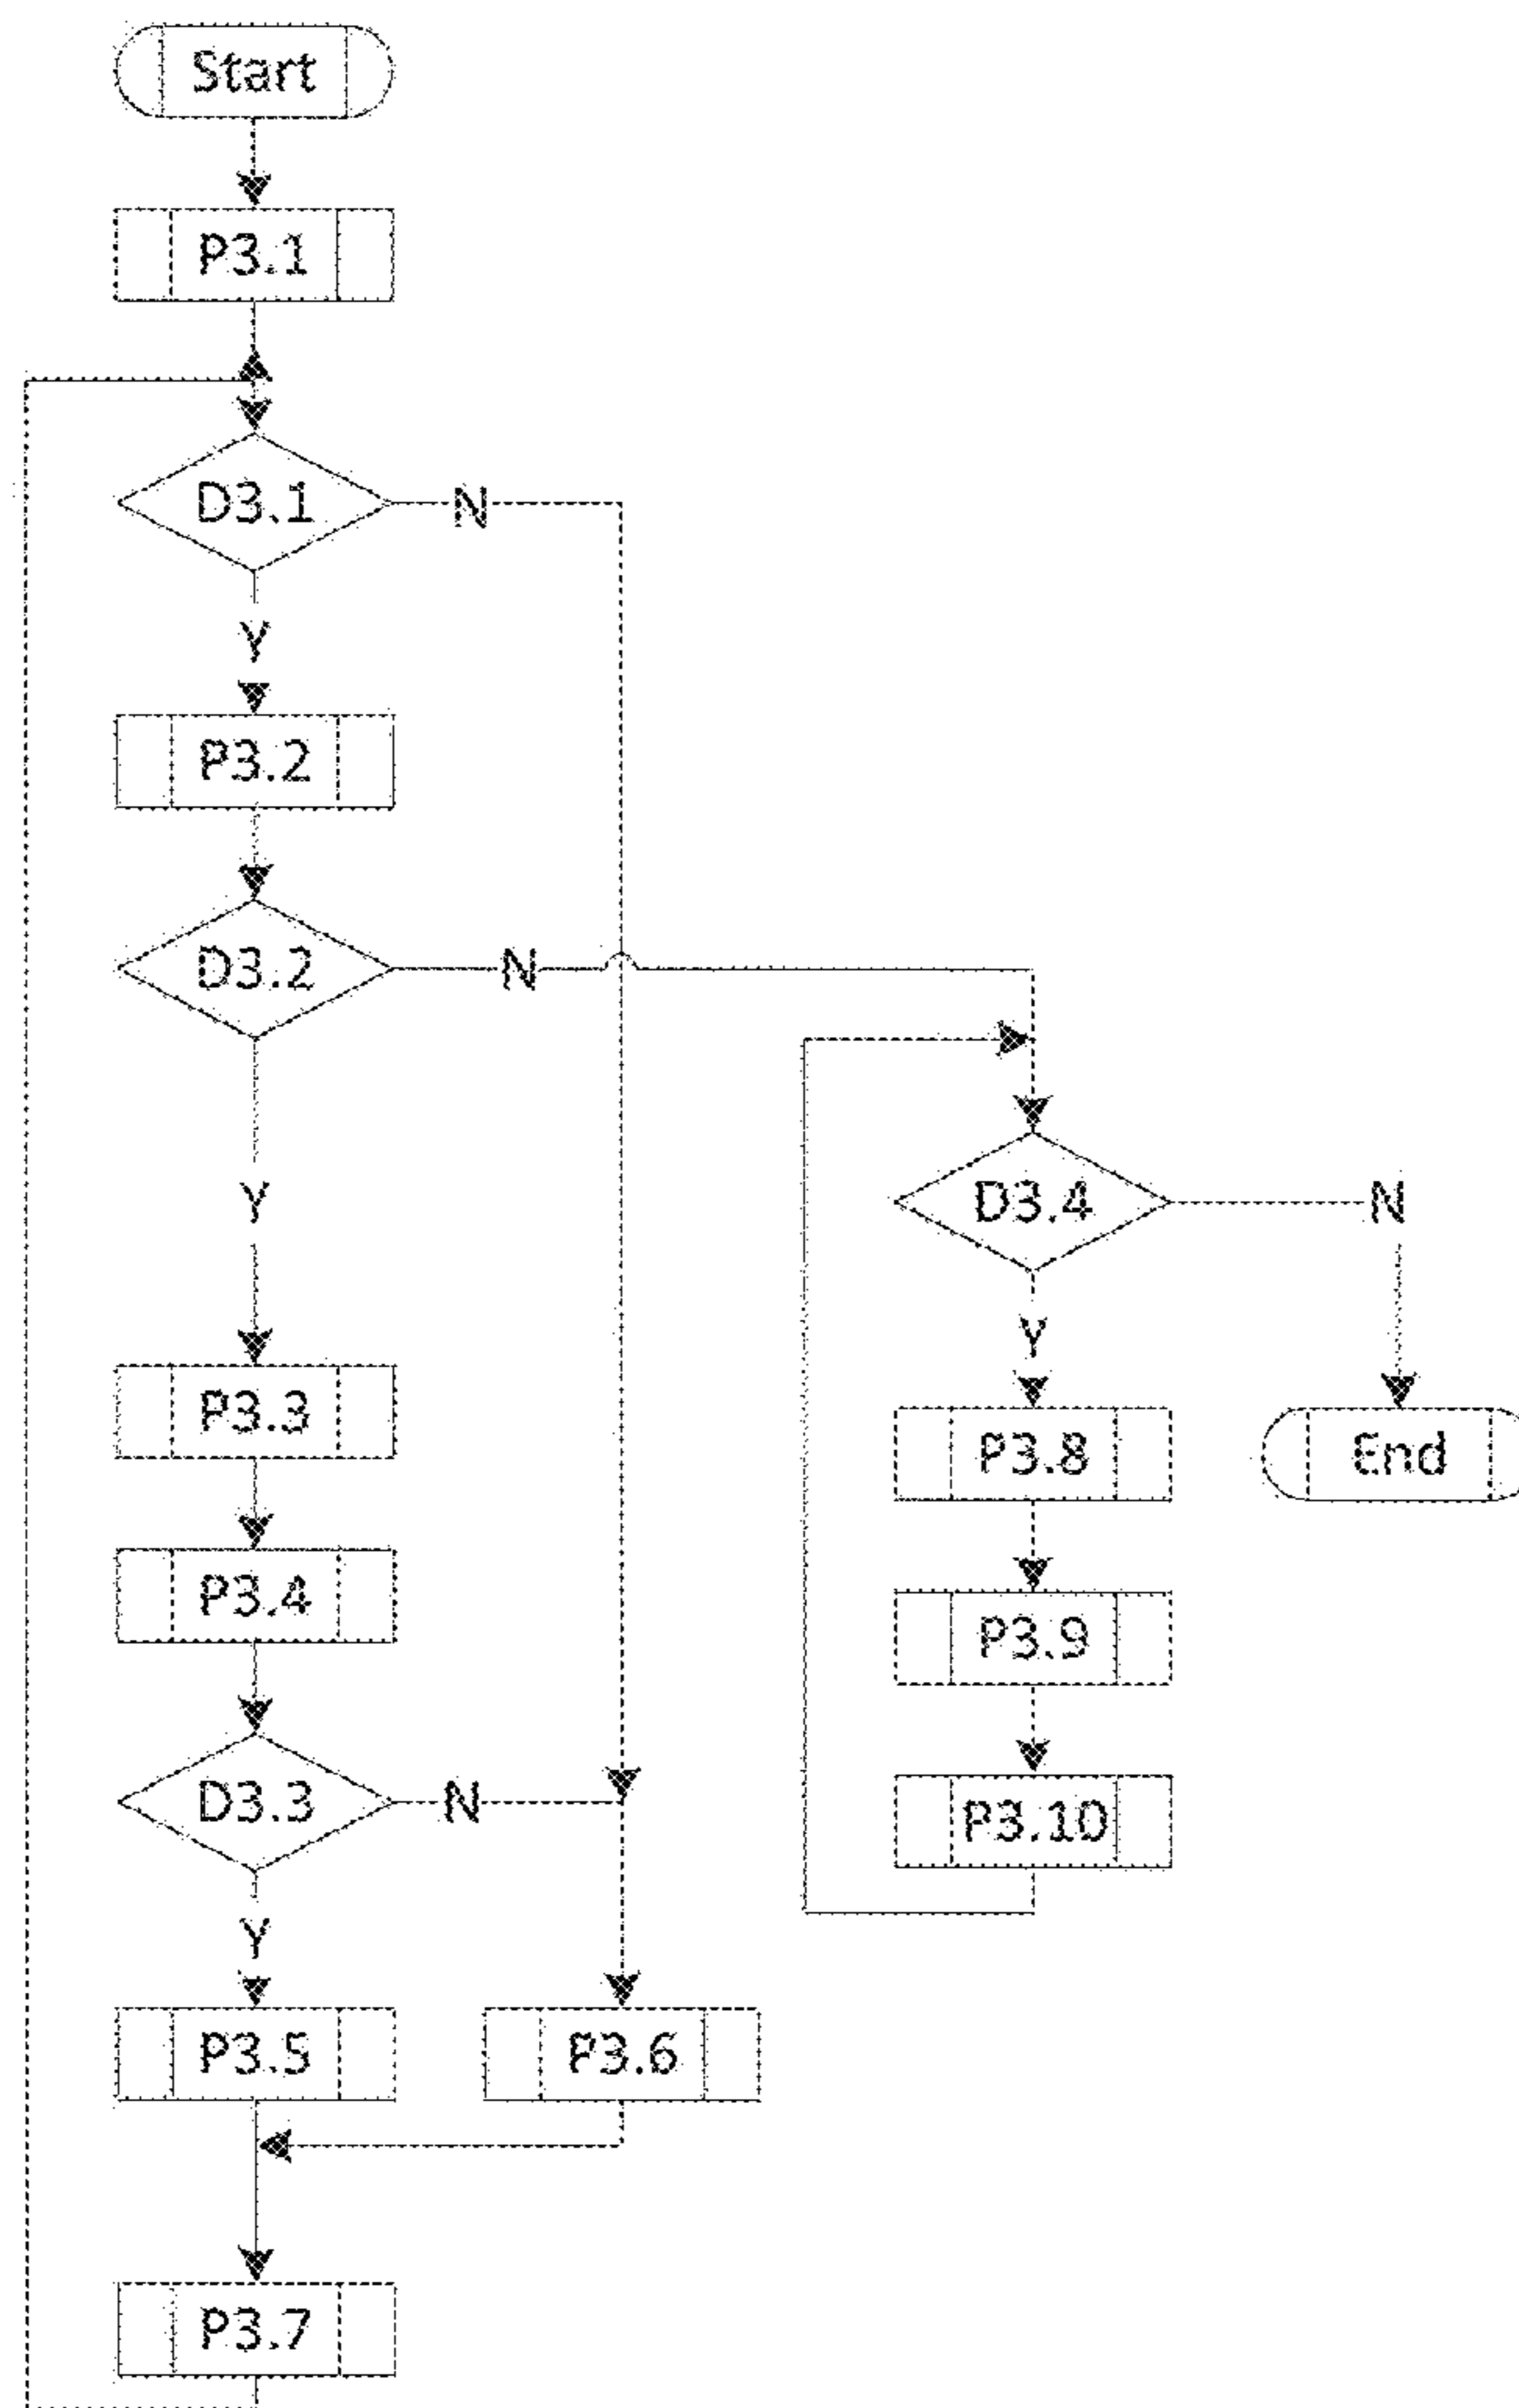 Start
P3.1
D3.1
N
Y
P3.2
D3.2
N
Y
D3.4
N
Y
P3.3
P3.8
End
P3.4
P3.9
D3.3
N
P3.10
Y
P3.5
P3.6
P3.7